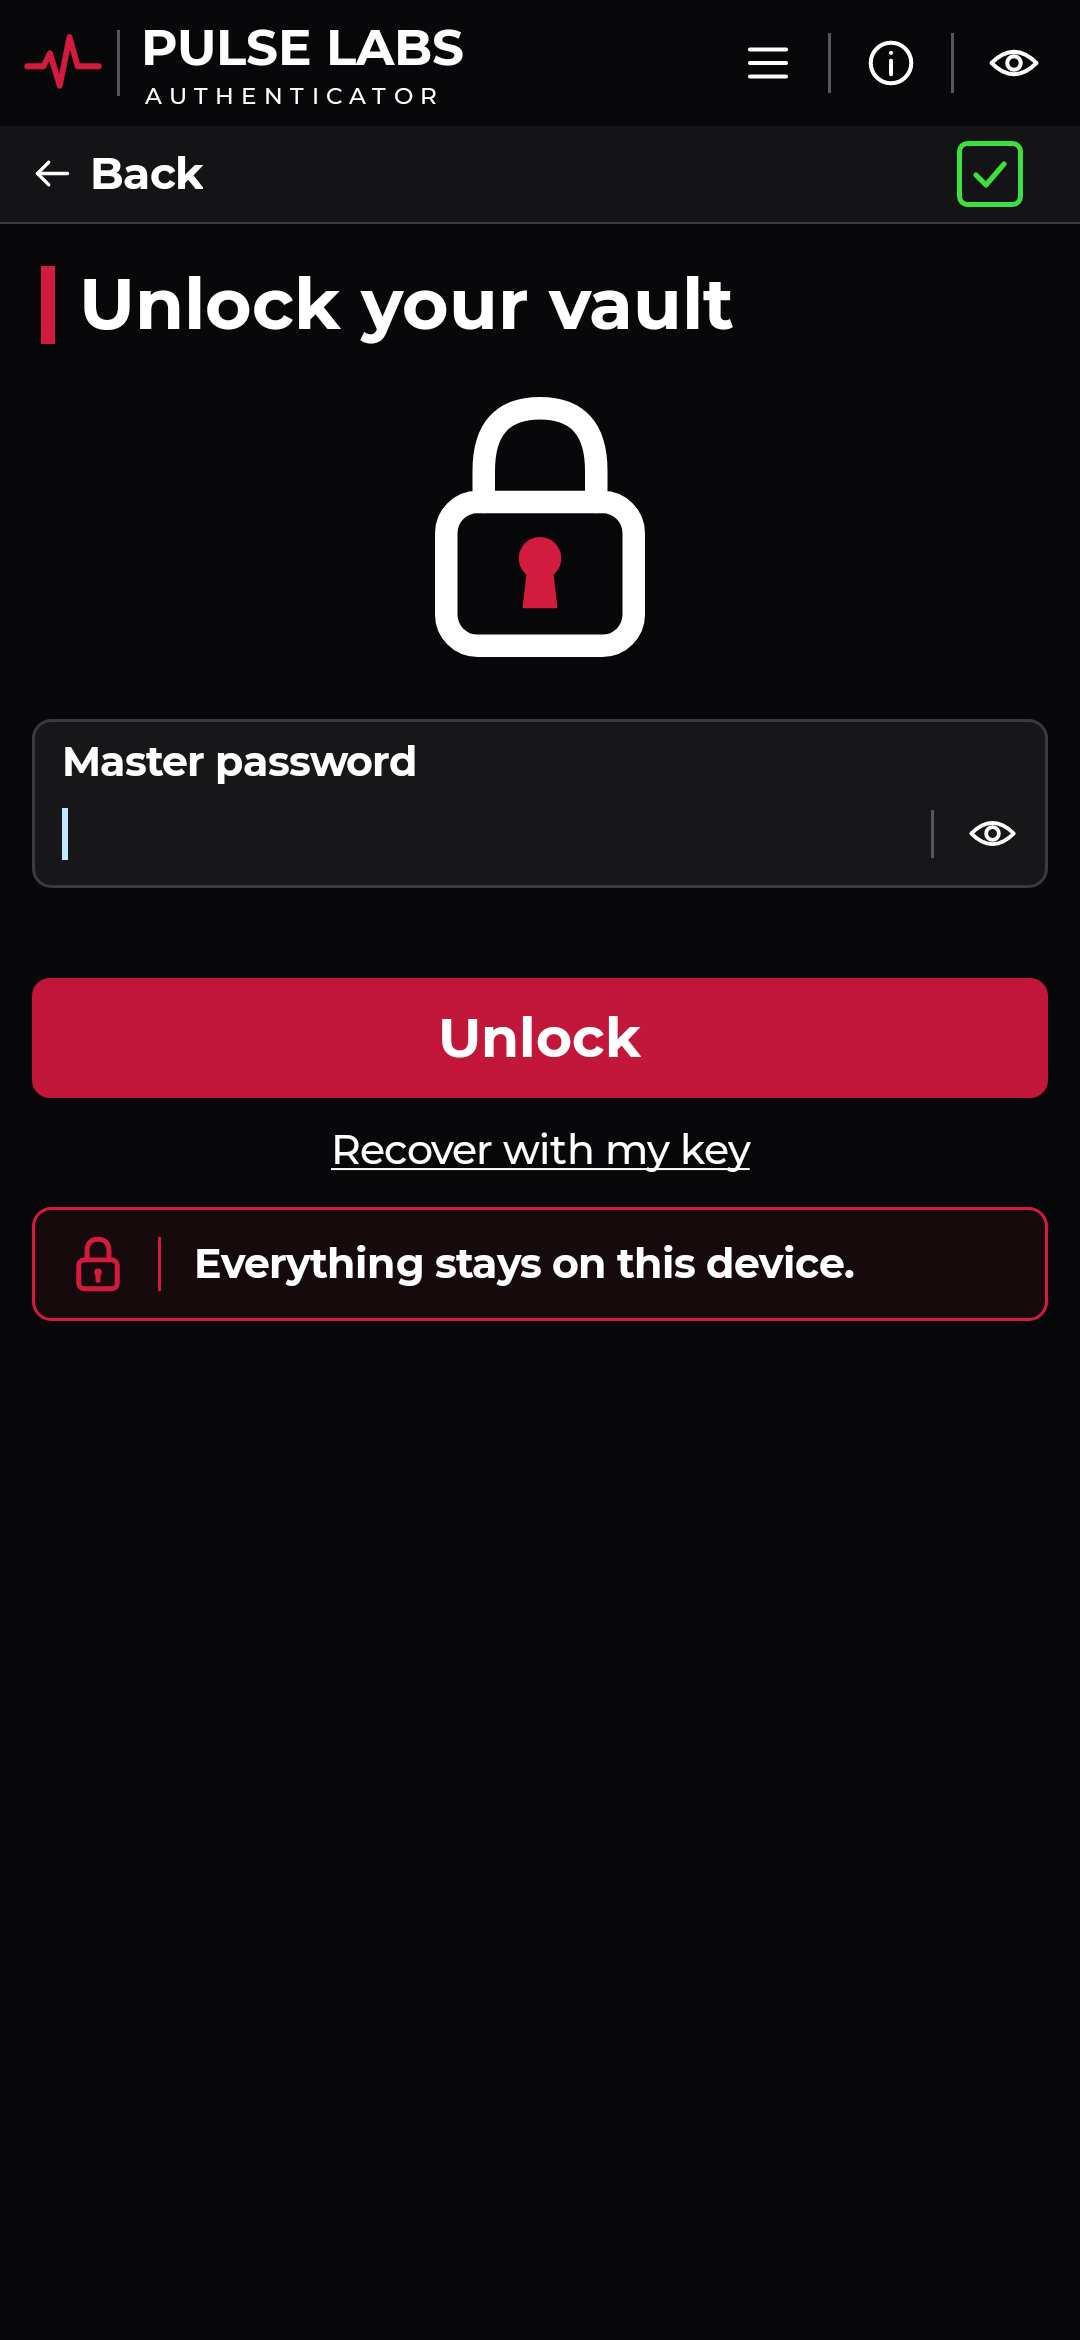 PULSE LABS
AUTHENTICATOR
Back
Unlock your vault
Master password
Unlock
Recover with my key
Everything stays on this device.